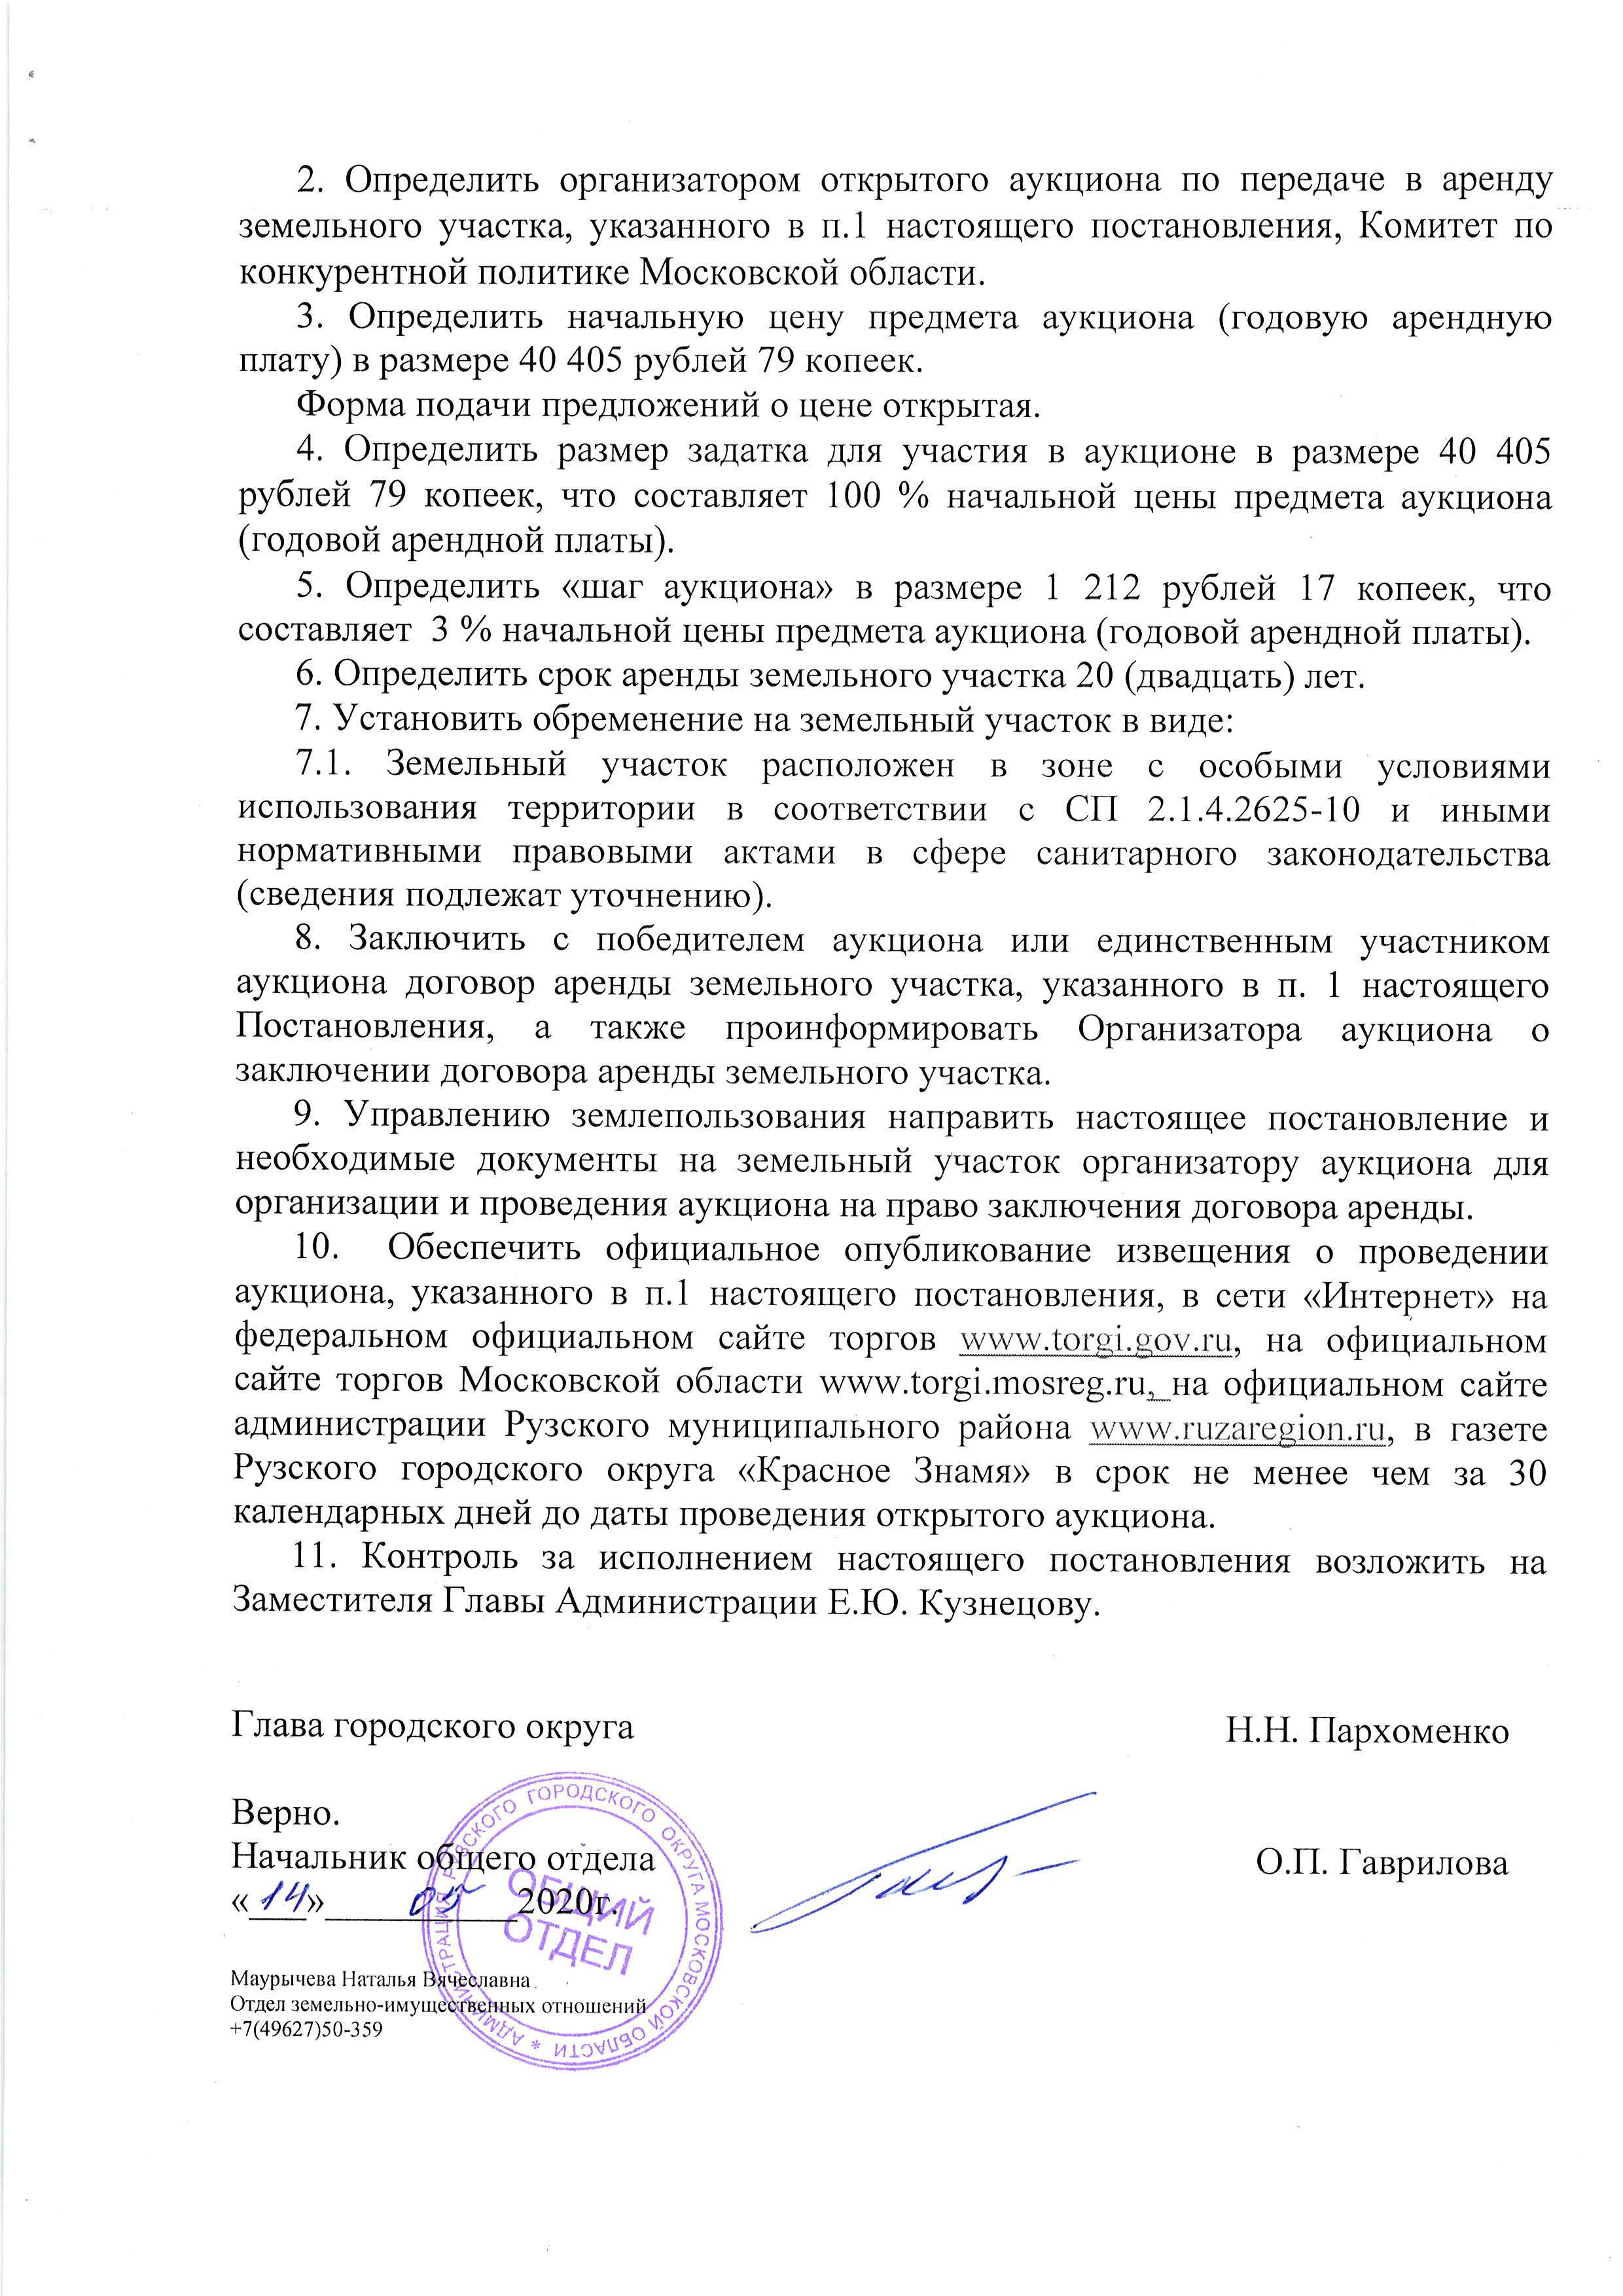 2. Определить организатором открытого аукциона по передаче в аренду
земельного участка, указанного в п.1 настоящего постановления, Комитет по
конкурентной политике Московской области.
3. Определить начальную цену предмета аукциона (годовую арендную
плату) в размере 40 405 рублей 79 копеек.
Форма подачи предложений о цене открытая.
4. Определить размер задатка для участия в аукционе в размере 40 405
рублей 79 копеек, что составляет 100 % начальной цены предмета аукциона
(годовой арендной платы).
5. Определить «шаг аукциона» в размере 1 212 рублей 17 копеек, что
составляет 3 % начальной цены предмета аукциона (годовой арендной платы).
6. Определить срок аренды земельного участка 20 (двадцать) лет.
7. Установить обременение на земельный участок в виде:
7.1. Земельный участок расположен в зоне с особыми условиями
использования территории в соответствии с СП 2.1.4.2625-10 и иными
нормативными правовыми актами в сфере санитарного законодательства
(сведения подлежат уточнению).
8. Заключить с победителем аукциона или единственным участником
аукциона договор аренды земельного участка, указанного в п. 1 настоящего
Постановления, а также проинформировать Организатора аукциона о
заключении договора аренды земельного участка.
9. Управлению землепользования направить настоящее постановление и
необходимые документы на земельный участок организатору аукциона для
организации и проведения аукциона на право заключения договора аренды.
10. Обеспечить официальное опубликование извещения о проведении
аукциона, указанного в п.1 настоящего постановления, в сети «Интернет» на
федеральном официальном сайте торгов www.torgi.gov.ru, на официальном
сайте торгов Московской области www.torgi.mosreg.ru, на официальном сайте
администрации Рузского муниципального района www.ruzaregion.ru, в газете
Рузского городского округа «Красное Знамя» в срок не менее чем за 30
календарных дней до даты проведения открытого аукциона.
11. Контроль за исполнением настоящего постановления возложить на
Заместителя Главы Администрации Е.Ю. Кузнецову.
Глава городского округа Н.Н. Пархоменко
Верно.
Начальник общего отдела О.П. Гаврилова
«14» 05 2020г.
АДМИНИСТРАЦИЯ РУЗСКОГО ГОРОДСКОГО ОКРУГА МОСКОВСКОЙ ОБЛАСТИ *
ОБЩИЙ
ОТДЕЛ
Маурычева Наталья Вячеславна
Отдел земельно-имущественных отношений
+7(49627)50-359